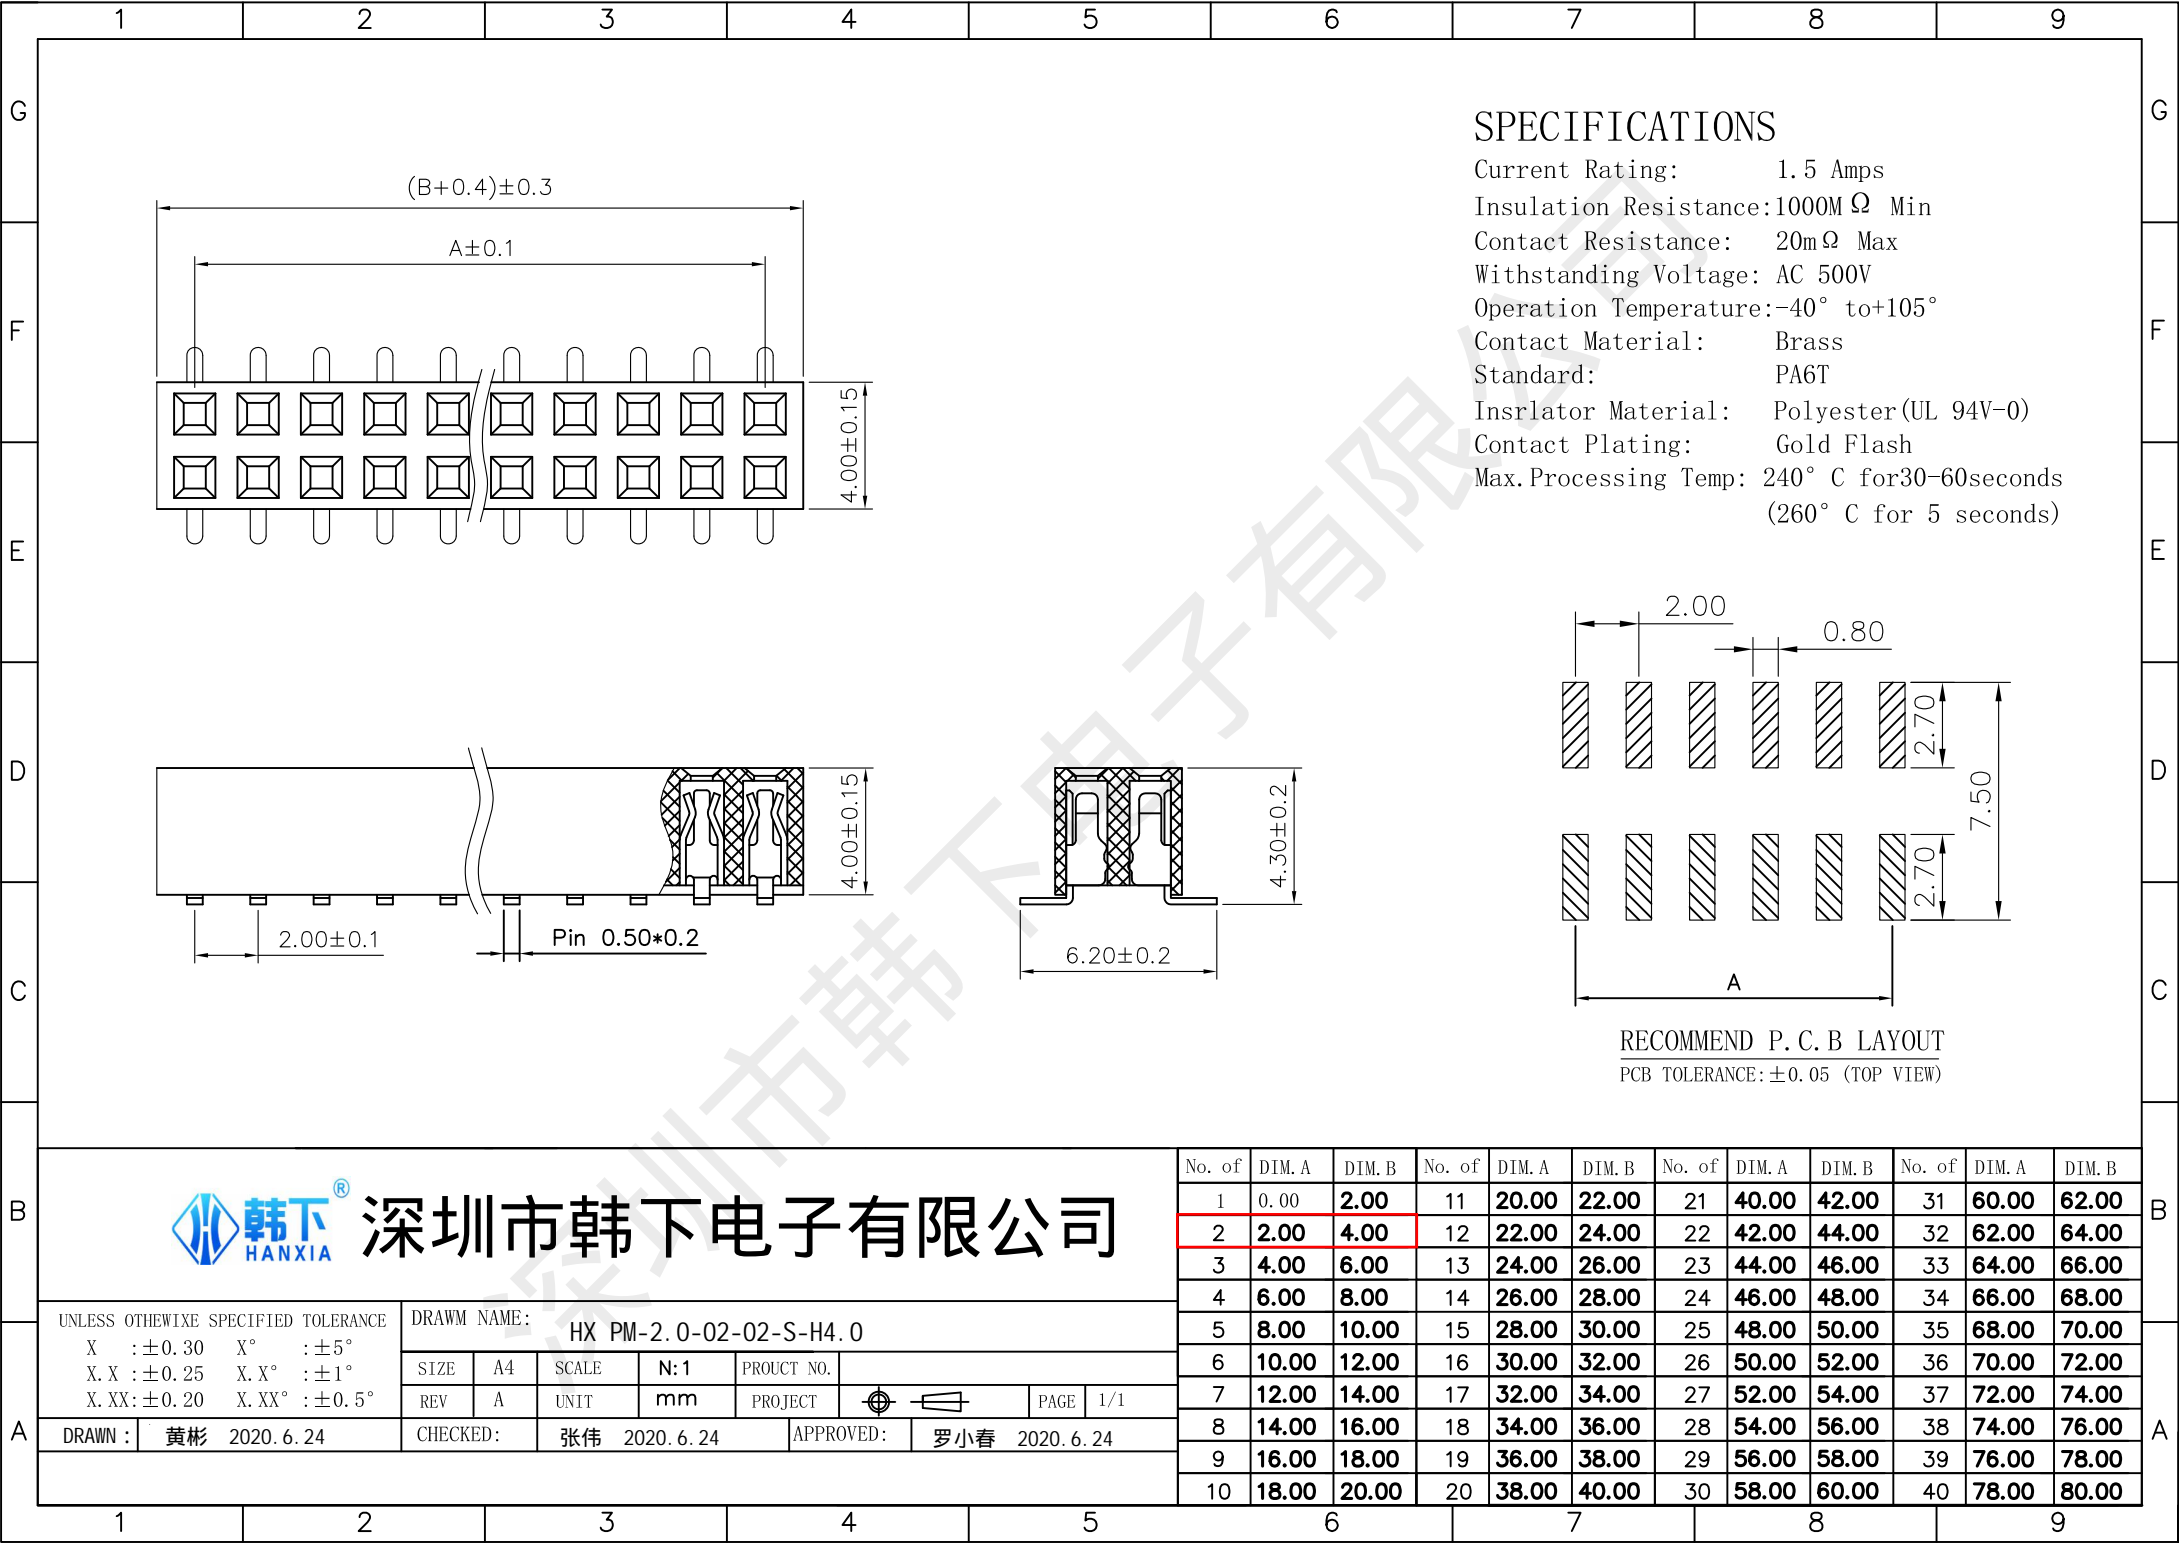 1 2 3 4 5 6 7 8 9
G G
F F
E E
D D
C C
B B
A A
(B+0.4)±0.3
A±0.1
4.00±0.15
SPECIFICATIONS
Current Rating: 1.5 Amps
Insulation Resistance:1000MΩ Min
Contact Resistance: 20mΩ Max
Withstanding Voltage: AC 500V
Operation Temperature:-40° to+105°
Contact Material: Brass
Standard: PA6T
Insrlator Material: Polyester(UL 94V-0)
Contact Plating: Gold Flash
Max.Processing Temp: 240°C for30-60seconds
(260°C for 5 seconds)
2.00
0.80
2.70
7.50
2.70
A
RECOMMEND P.C.B LAYOUT
PCB TOLERANCE:±0.05 (TOP VIEW)
4.00±0.15
2.00±0.1
Pin 0.50*0.2
4.30±0.2
6.20±0.2
深圳市韩下电子有限公司
韩下®
HANXIA
深圳市韩下电子有限公司
UNLESS OTHEWIXE SPECIFIED TOLERANCE
X :±0.30 X° :±5°
X.X :±0.25 X.X° :±1°
X.XX:±0.20 X.XX° :±0.5°
DRAWM NAME:
HX PM-2.0-02-02-S-H4.0
SIZE A4 SCALE N:1 PROUCT NO.
REV A UNIT mm PROJECT PAGE 1/1
DRAWN: 黄彬 2020.6.24 CHECKED: 张伟 2020.6.24 APPROVED: 罗小春 2020.6.24
No. of DIM.A DIM.B No. of DIM.A DIM.B No. of DIM.A DIM.B No. of DIM.A DIM.B
1 0.00 2.00 11 20.00 22.00 21 40.00 42.00 31 60.00 62.00
2 2.00 4.00 12 22.00 24.00 22 42.00 44.00 32 62.00 64.00
3 4.00 6.00 13 24.00 26.00 23 44.00 46.00 33 64.00 66.00
4 6.00 8.00 14 26.00 28.00 24 46.00 48.00 34 66.00 68.00
5 8.00 10.00 15 28.00 30.00 25 48.00 50.00 35 68.00 70.00
6 10.00 12.00 16 30.00 32.00 26 50.00 52.00 36 70.00 72.00
7 12.00 14.00 17 32.00 34.00 27 52.00 54.00 37 72.00 74.00
8 14.00 16.00 18 34.00 36.00 28 54.00 56.00 38 74.00 76.00
9 16.00 18.00 19 36.00 38.00 29 56.00 58.00 39 76.00 78.00
10 18.00 20.00 20 38.00 40.00 30 58.00 60.00 40 78.00 80.00
1 2 3 4 5 6 7 8 9